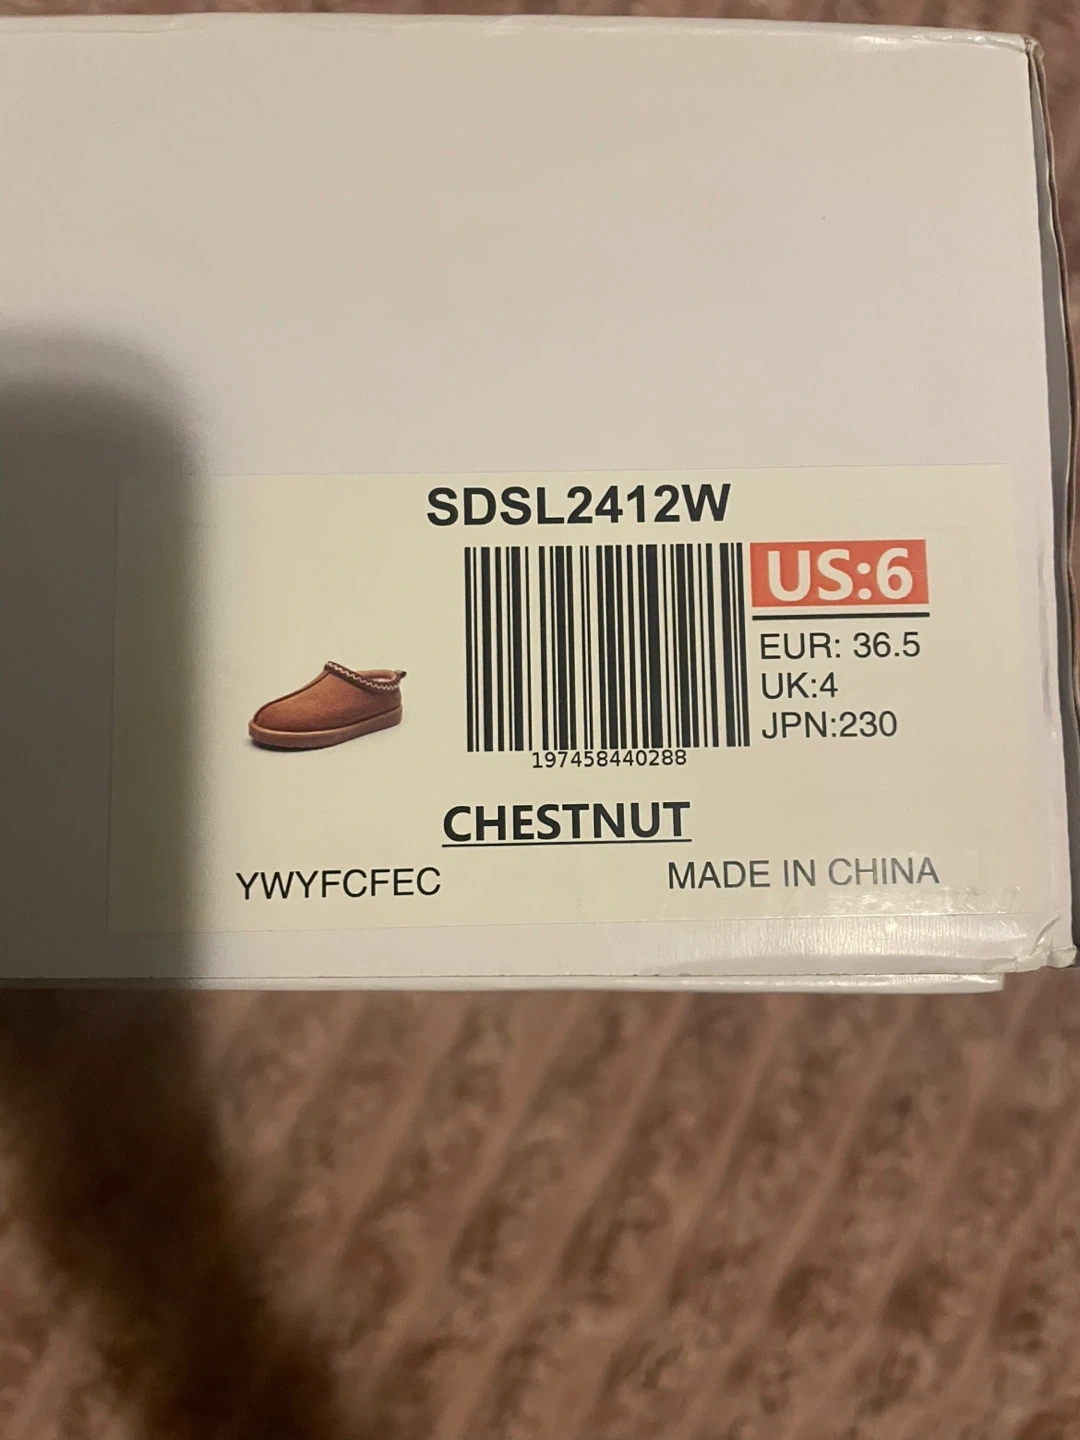 SDSL2412W
US:6
EUR: 36.5
UK:4
JPN:230
197458440288
CHESTNUT
YWYFCFEC
MADE IN CHINA